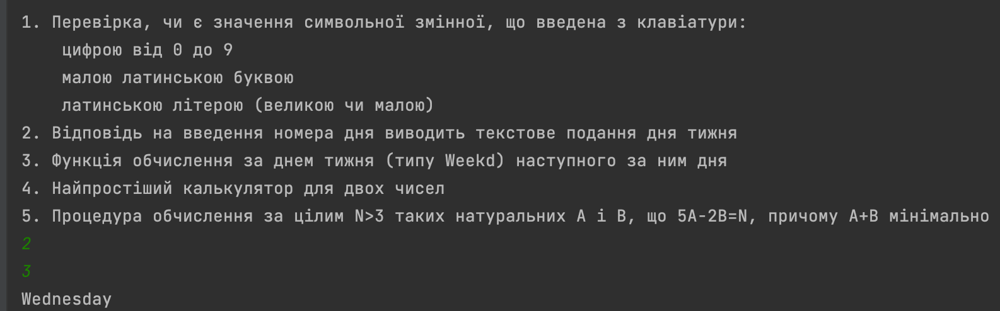 1. Перевірка, чи є значення символьної змінної, що введена з клавіатури:
цифрою від 0 до 9
малою латинською буквою
латинською літерою (великою чи малою)
2. Відповідь на введення номера дня виводить текстове подання дня тижня
3. Функція обчислення за днем тижня (типу Weekd) наступного за ним дня
4. Найпростіший калькулятор для двох чисел
5. Процедура обчислення за цілим N>3 таких натуральних A і B, що 5A-2B=N, причому A+B мінімально
2
3
Wednesday